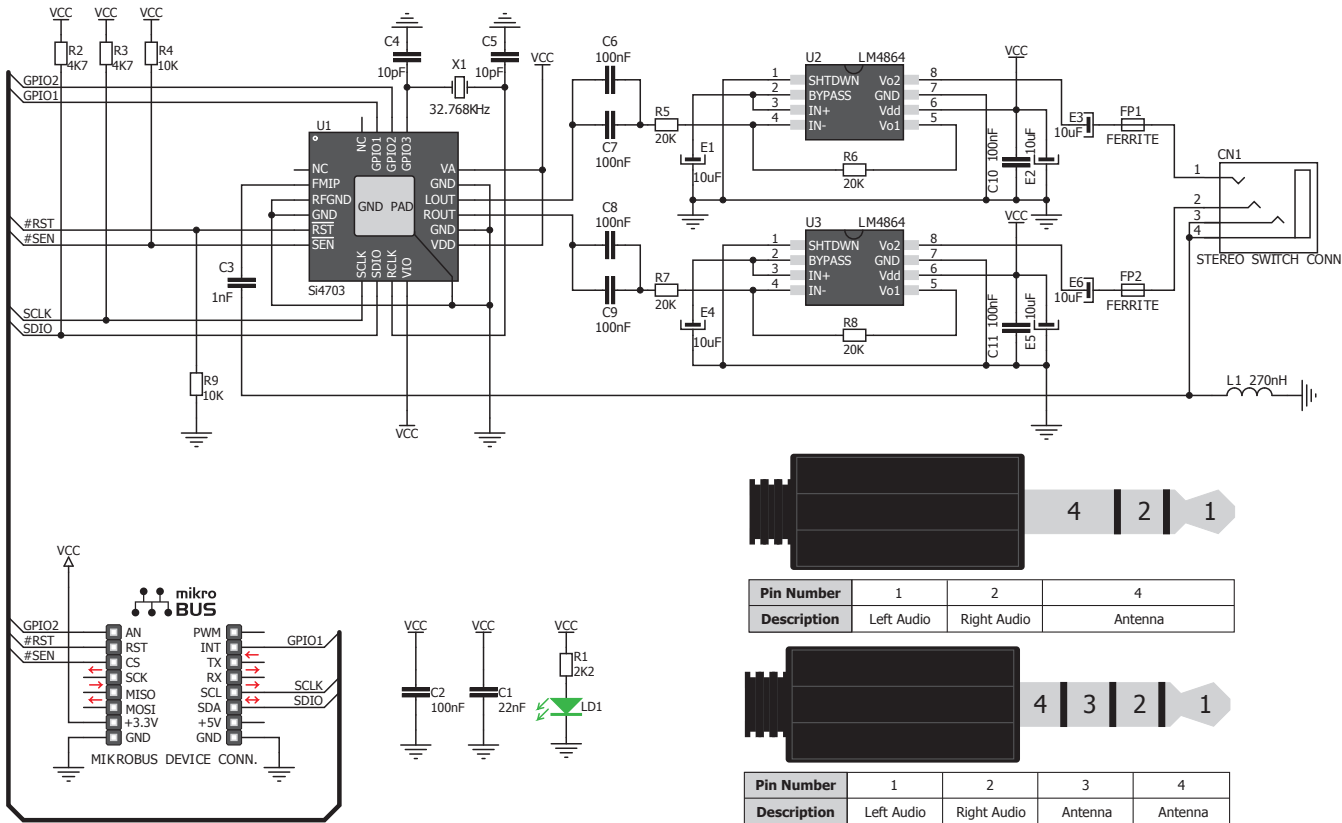 VCC VCC VCC
R2 4K7
R3 4K7
R4 10K
C4 10pF
X1 32.768KHz
C5 10pF
VCC
C6 100nF
C7 100nF
GPIO2
GPIO1
U1
NC
GPIO1
GPIO2
GPIO3
NC
FMIP
RFGND
GND
RST
SEN
GND PAD
VA
GND
LOUT
ROUT
GND
VDD
SCLK
SDIO
RCLK
VIO
Si4703
#RST
#SEN
SCLK
SDIO
C3 1nF
R9 10K
VCC
R5 20K
E1 10uF
U2 LM4864
1 SHTDWN Vo2 8
2 BYPASS GND 7
3 IN+ Vdd 6
4 IN- Vo1 5
R6 20K
VCC
C10 100nF
E2 10uF
E3 10uF
FP1 FERRITE
C8 100nF
C9 100nF
R7 20K
E4 10uF
U3 LM4864
1 SHTDWN Vo2 8
2 BYPASS GND 7
3 IN+ Vdd 6
4 IN- Vo1 5
R8 20K
VCC
C11 100nF
E5 10uF
E6 10uF
FP2 FERRITE
CN1
1
2
3
4
STEREO SWITCH CONN
L1 270nH
4 2 1
Pin Number 1 2 4
Description Left Audio Right Audio Antenna
4 3 2 1
Pin Number 1 2 3 4
Description Left Audio Right Audio Antenna Antenna
VCC
mikro
BUS
GPIO2 AN PWM
#RST RST INT GPIO1
#SEN CS TX
SCK RX
MISO SCL SCLK
MOSI SDA SDIO
+3.3V +5V
GND GND
MIKROBUS DEVICE CONN.
VCC
C2 100nF
VCC
C1 22nF
VCC
R1 2K2
LD1